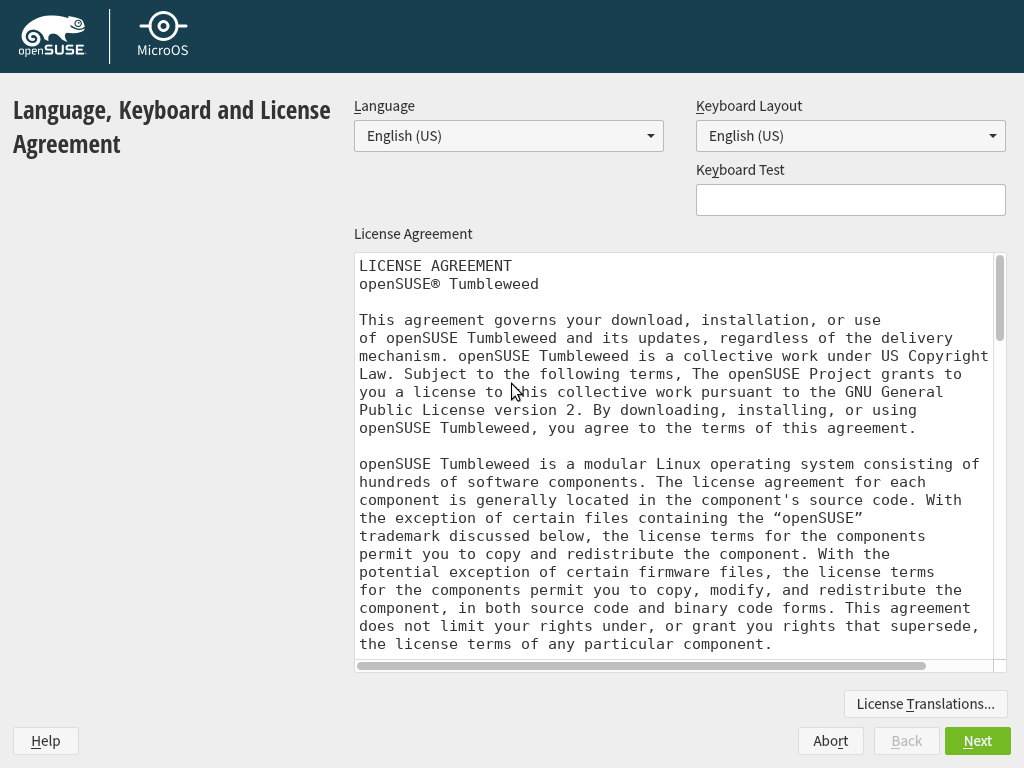 openSUSE
MicroOS
Language, Keyboard and License
Agreement
Language
Keyboard Layout
English (US)
English (US)
Keyboard Test
License Agreement
LICENSE AGREEMENT
openSUSE® Tumbleweed
This agreement governs your download, installation, or use
of openSUSE Tumbleweed and its updates, regardless of the delivery
mechanism. openSUSE Tumbleweed is a collective work under US Copyright
Law. Subject to the following terms, The openSUSE Project grants to
you a license to this collective work pursuant to the GNU General
Public License version 2. By downloading, installing, or using
openSUSE Tumbleweed, you agree to the terms of this agreement.
openSUSE Tumbleweed is a modular Linux operating system consisting of
hundreds of software components. The license agreement for each
component is generally located in the component's source code. With
the exception of certain files containing the “openSUSE”
trademark discussed below, the license terms for the components
permit you to copy and redistribute the component. With the
potential exception of certain firmware files, the license terms
for the components permit you to copy, modify, and redistribute the
component, in both source code and binary code forms. This agreement
does not limit your rights under, or grant you rights that supersede,
the license terms of any particular component.
License Translations...
Help
Abort
Back
Next